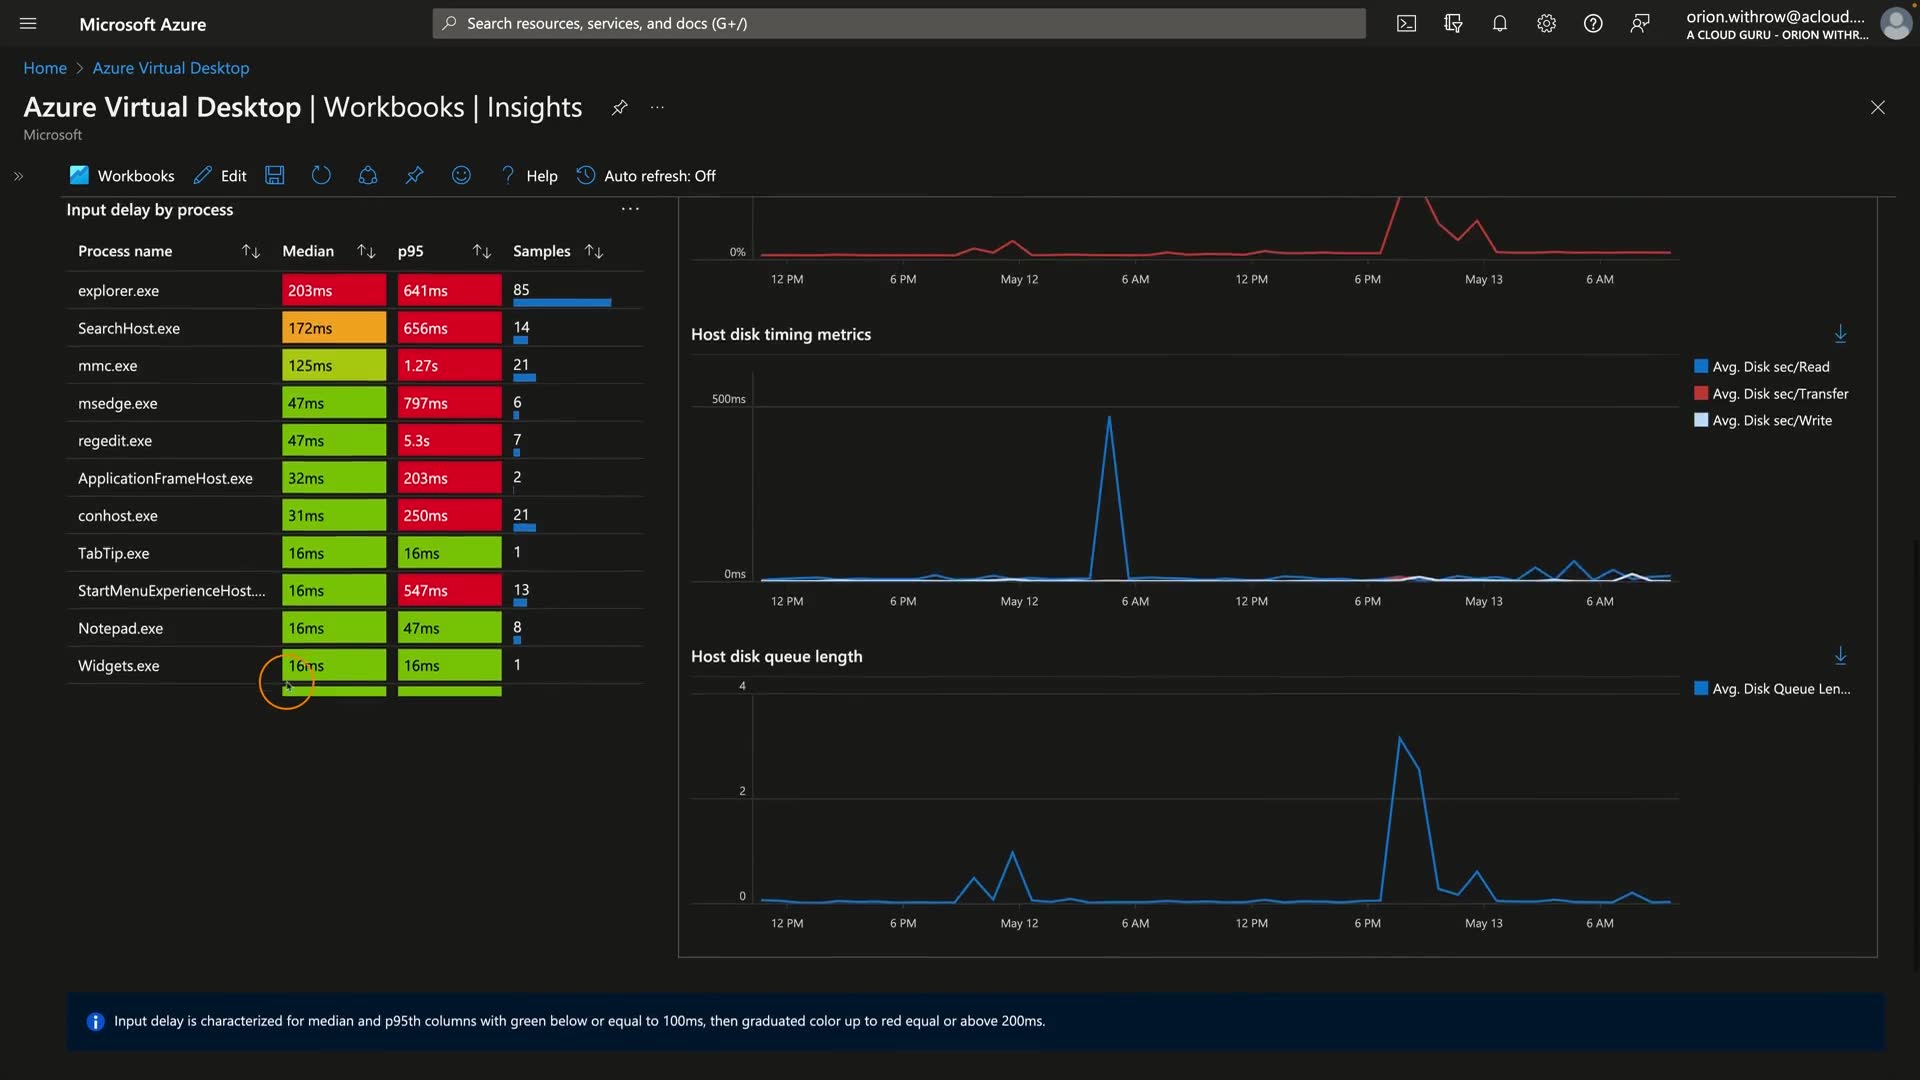 Microsoft Azure
Search resources, services, and docs (G+/)
orion.withrow@acloud....
A CLOUD GURU - ORION WITHR...
Home > Azure Virtual Desktop
Azure Virtual Desktop | Workbooks | Insights
...
Microsoft
Workbooks
Edit
Help
Auto refresh: Off
Input delay by process
...
Process name Median p95 Samples
explorer.exe 203ms 641ms 85
SearchHost.exe 172ms 656ms 14
mmc.exe 125ms 1.27s 21
msedge.exe 47ms 797ms 6
regedit.exe 47ms 5.3s 7
ApplicationFrameHost.exe 32ms 203ms 2
conhost.exe 31ms 250ms 21
TabTip.exe 16ms 16ms 1
StartMenuExperienceHost.... 16ms 547ms 13
Notepad.exe 16ms 47ms 8
Widgets.exe 16ms 16ms 1
0%
12 PM 6 PM May 12 6 AM 12 PM 6 PM May 13 6 AM
Host disk timing metrics
500ms
0ms
12 PM 6 PM May 12 6 AM 12 PM 6 PM May 13 6 AM
Avg. Disk sec/Read
Avg. Disk sec/Transfer
Avg. Disk sec/Write
Host disk queue length
4
2
0
12 PM 6 PM May 12 6 AM 12 PM 6 PM May 13 6 AM
Avg. Disk Queue Len...
Input delay is characterized for median and p95th columns with green below or equal to 100ms, then graduated color up to red equal or above 200ms.